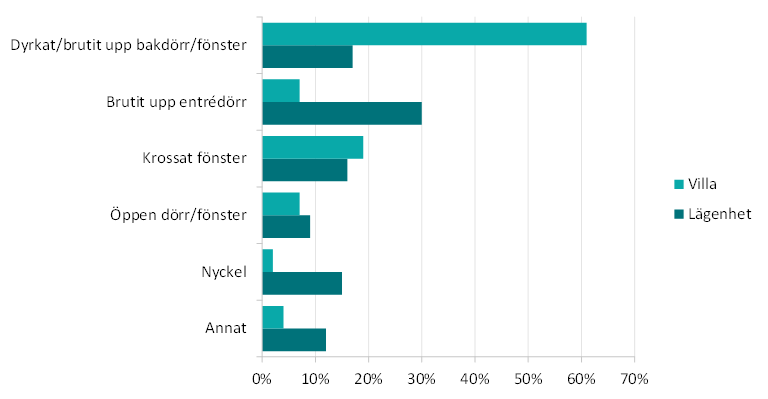 Dyrkat/brutit upp bakdörr/fönster
Brutit upp entrédörr
Krossat fönster
Öppen dörr/fönster
Nyckel
Annat
Villa
Lägenhet
0% 10% 20% 30% 40% 50% 60% 70%